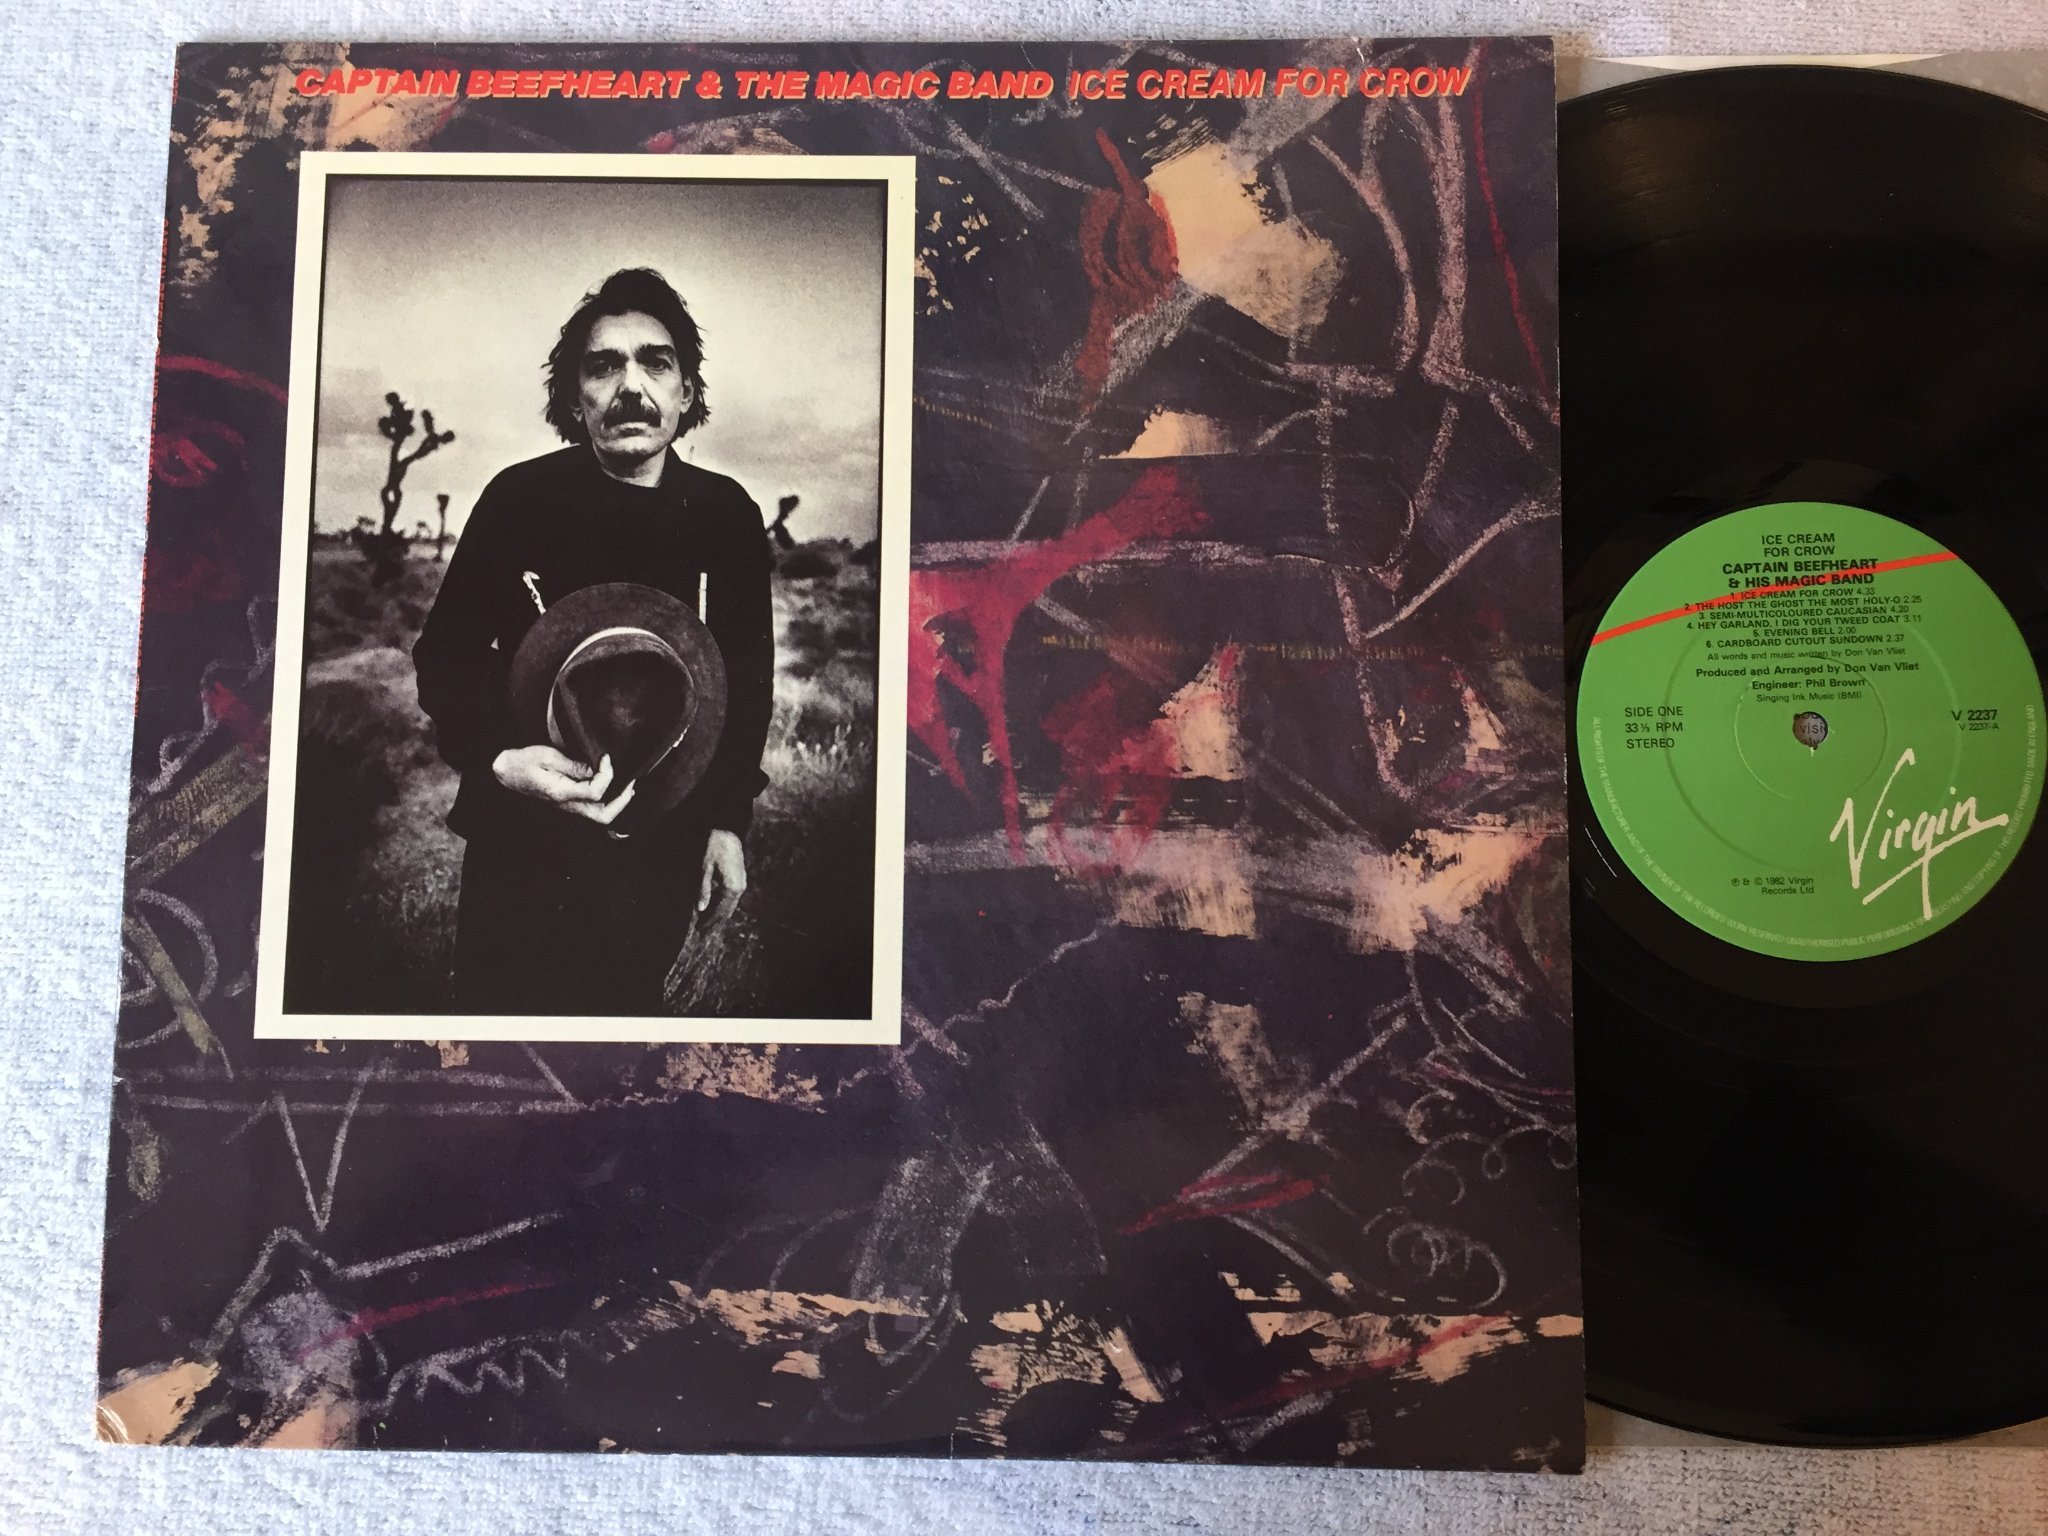 CAPTAIN BEEFHEART & THE MAGIC BAND ICE CREAM FOR CROW
ICE CREAM
FOR CROW
CAPTAIN BEEFHEART
& HIS MAGIC BAND
1. ICE CREAM FOR CROW 4.33
2. THE HOST THE GHOST THE MOST HOLY-O 2.25
3. SEMI-MULTICOLOURED CAUCASIAN 4.20
4. HEY GARLAND, I DIG YOUR TWEED COAT 3.11
5. EVENING BELL 2.00
6. CARDBOARD CUTOUT SUNDOWN 2.37
All words and music written by Don Van Vliet
Produced and Arranged by Don Van Vliet
Engineer: Phil Brown
Singing Ink Music (BMI)
SIDE ONE
33⅓ RPM
STEREO
V 2237
V 2237-A
Virgin
℗ & © 1982 Virgin
Records Ltd